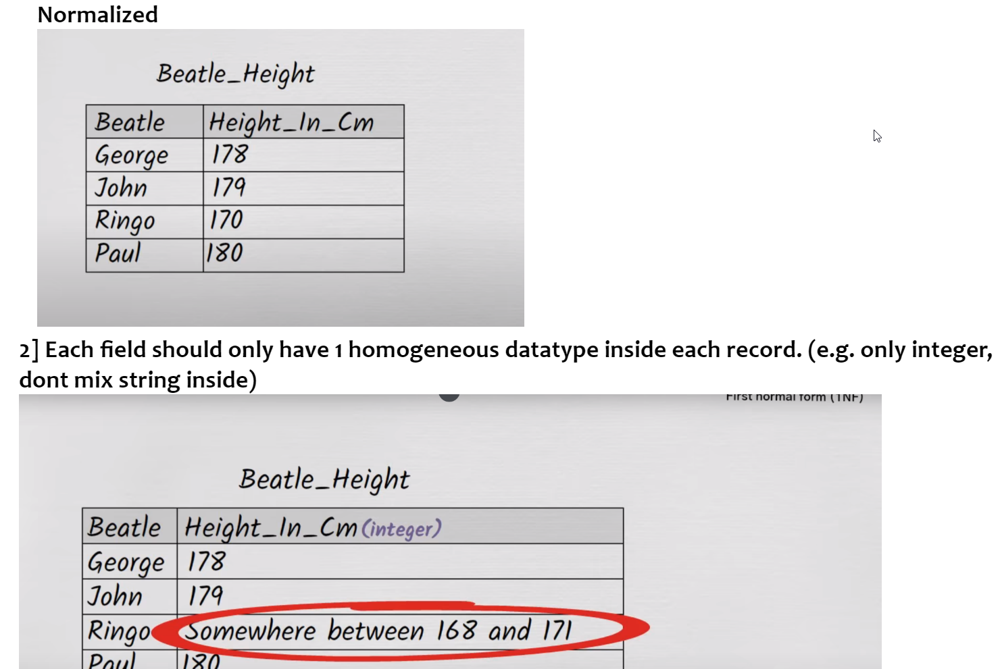 Normalized
Beatle_Height
Beatle Height_In_Cm
George 178
John 179
Ringo 170
Paul 180
2] Each field should only have 1 homogeneous datatype inside each record. (e.g. only integer,
dont mix string inside)
First normal form (1NF)
Beatle_Height
Beatle Height_In_Cm (integer)
George 178
John 179
Ringo Somewhere between 168 and 171
Paul 180